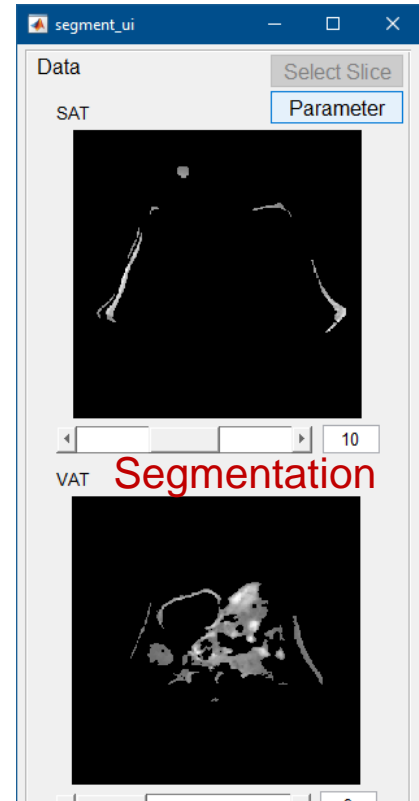 segment_ui
Data
Select Slice
Parameter
SAT
10
Segmentation
VAT